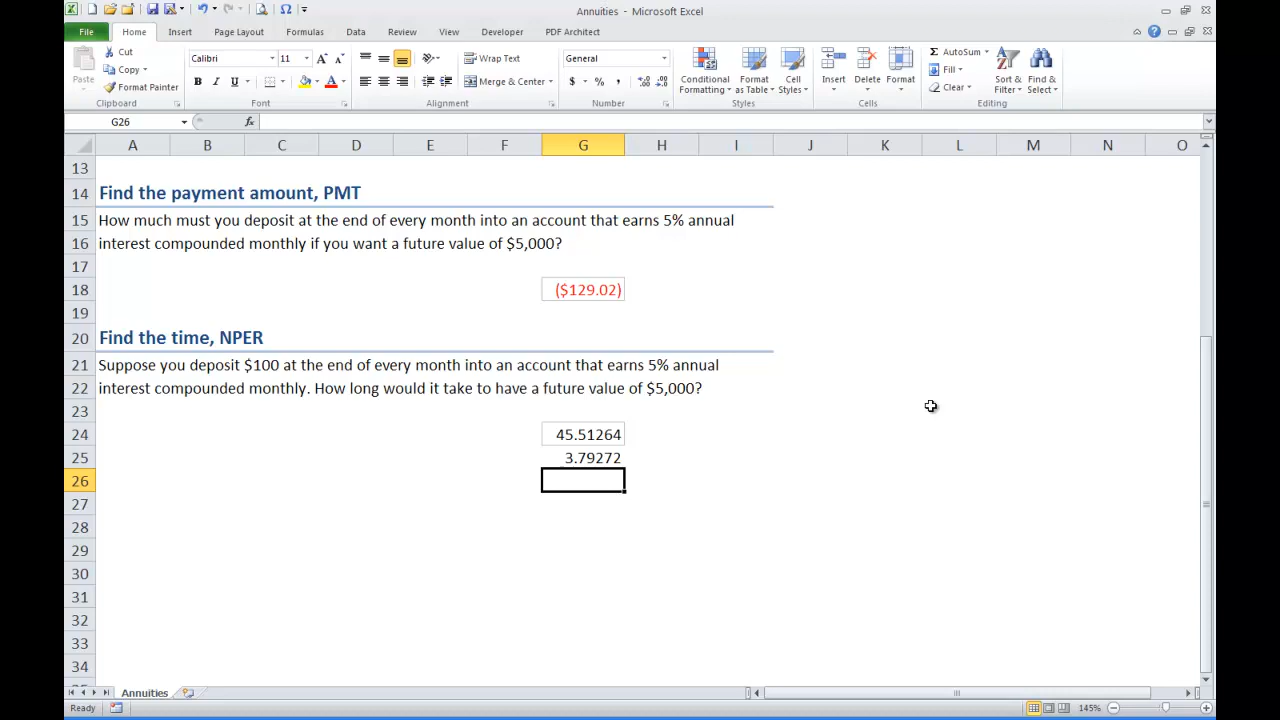 Annuities - Microsoft Excel
File Home Insert Page Layout Formulas Data Review View Developer PDF Architect
Paste
Cut
Copy
Format Painter
Clipboard
Calibri 11
B I U
Font
Wrap Text
Merge & Center
Alignment
General
$ % ,
Number
Conditional Formatting
Format as Table
Cell Styles
Styles
Insert
Delete
Format
Cells
AutoSum
Fill
Clear
Sort & Filter
Find & Select
Editing
G26 fx
A B C D E F G H I J K L M N O
13
14 Find the payment amount, PMT
15 How much must you deposit at the end of every month into an account that earns 5% annual
16 interest compounded monthly if you want a future value of $5,000?
17
18 ($129.02)
19
20 Find the time, NPER
21 Suppose you deposit $100 at the end of every month into an account that earns 5% annual
22 interest compounded monthly. How long would it take to have a future value of $5,000?
23
24 45.51264
25 3.79272
26
27
28
29
30
31
32
33
34
Annuities
Ready 145%